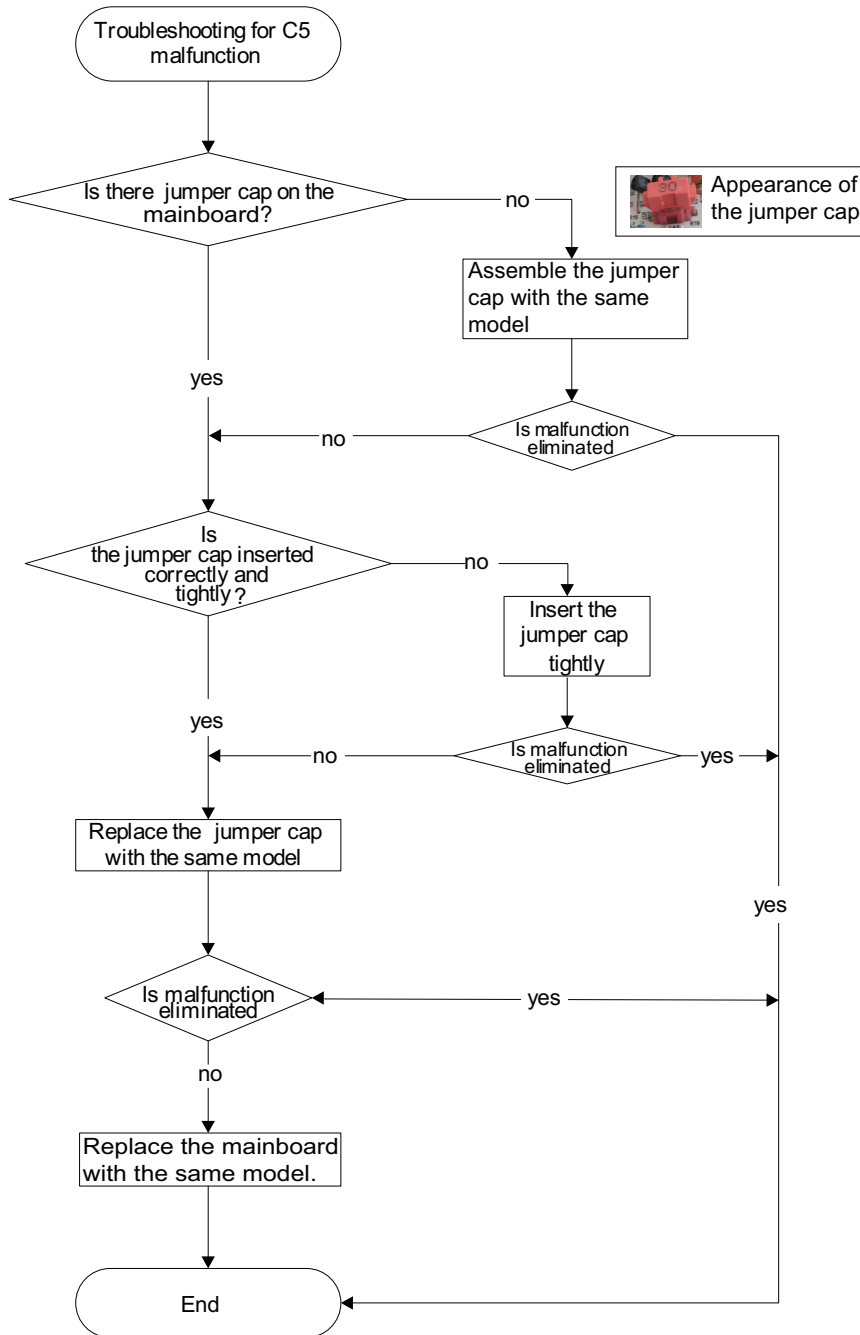 Troubleshooting for C5
malfunction
Is there jumper cap on the
mainboard?
no
30
Appearance of
the jumper cap
Assemble the jumper
cap with the same
model
yes
Is malfunction
eliminated
no
Is
the jumper cap inserted
correctly and
tightly?
no
Insert the
jumper cap
tightly
yes
Is malfunction
eliminated
no
yes
Replace the jumper cap
with the same model
yes
Is malfunction
eliminated
yes
no
Replace the mainboard
with the same model.
End